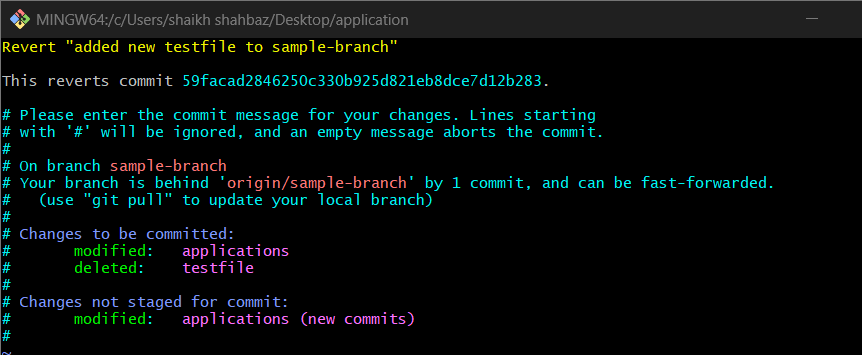 MINGW64:/c/Users/shaikh shahbaz/Desktop/application
Revert "added new testfile to sample-branch"
This reverts commit 59facad2846250c330b925d821eb8dce7d12b283.
# Please enter the commit message for your changes. Lines starting
# with '#' will be ignored, and an empty message aborts the commit.
#
# On branch sample-branch
# Your branch is behind 'origin/sample-branch' by 1 commit, and can be fast-forwarded.
#   (use "git pull" to update your local branch)
#
# Changes to be committed:
#       modified:   applications
#       deleted:    testfile
#
# Changes not staged for commit:
#       modified:   applications (new commits)
#
~